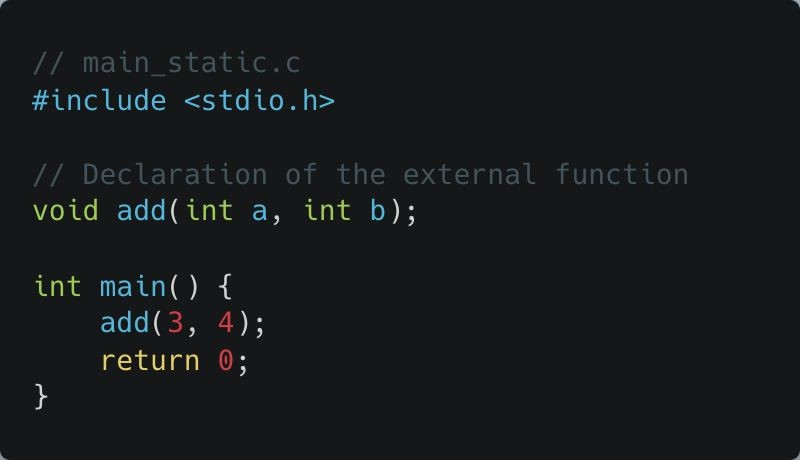 // main_static.c
#include <stdio.h>
// Declaration of the external function
void add(int a, int b);
int main() {
    add(3, 4);
    return 0;
}